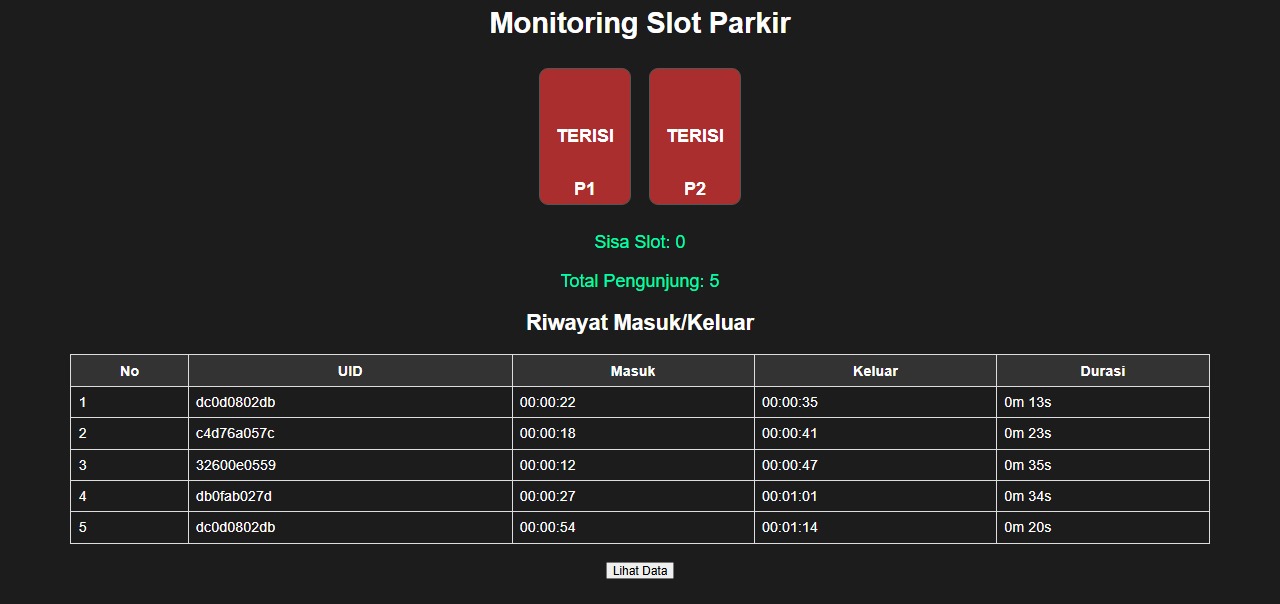 Monitoring Slot Parkir
TERISI TERISI
P1 P2
Sisa Slot: 0
Total Pengunjung: 5
Riwayat Masuk/Keluar
No UID Masuk Keluar Durasi
1 dc0d0802db 00:00:22 00:00:35 0m 13s
2 c4d76a057c 00:00:18 00:00:41 0m 23s
3 32600e0559 00:00:12 00:00:47 0m 35s
4 db0fab027d 00:00:27 00:01:01 0m 34s
5 dc0d0802db 00:00:54 00:01:14 0m 20s
Lihat Data